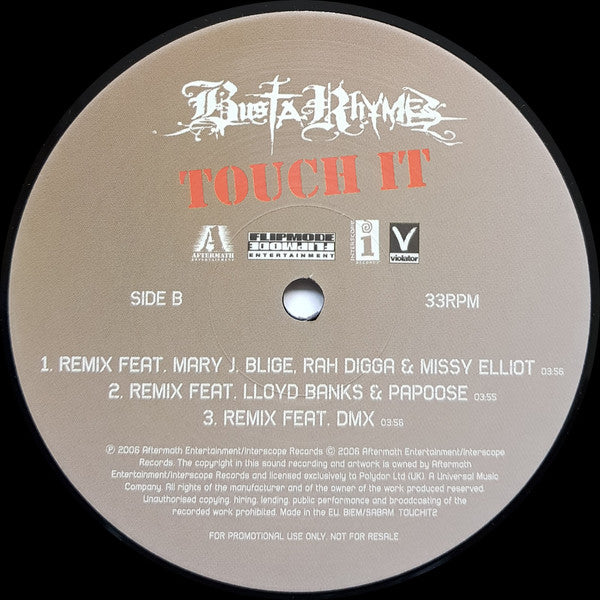 BUSTA RHYMES
TOUCH IT
AFTERMATH ENTERTAINMENT
FLIPMODE
FLIPMODE
ENTERTAINMENT
INTERSCOPE RECORDS
i
V
violator
SIDE B
33RPM
1. REMIX FEAT. MARY J. BLIGE, RAH DIGGA & MISSY ELLIOT 03:56
2. REMIX FEAT. LLOYD BANKS & PAPOOSE 03:55
3. REMIX FEAT. DMX 03:56
℗ 2006 Aftermath Entertainment/Interscope Records © 2006 Aftermath Entertainment/Interscope
Records. The copyright in this sound recording and artwork is owned by Aftermath
Entertainment/Interscope Records and licensed exclusively to Polydor Ltd (UK). A Universal Music
Company. All rights of the manufacturer and of the owner of the work produced reserved.
Unauthorised copying, hiring, lending, public performance and broadcasting of the
recorded work prohibited. Made in the EU. BIEM/SABAM. TOUCHIT2
FOR PROMOTIONAL USE ONLY. NOT FOR RESALE